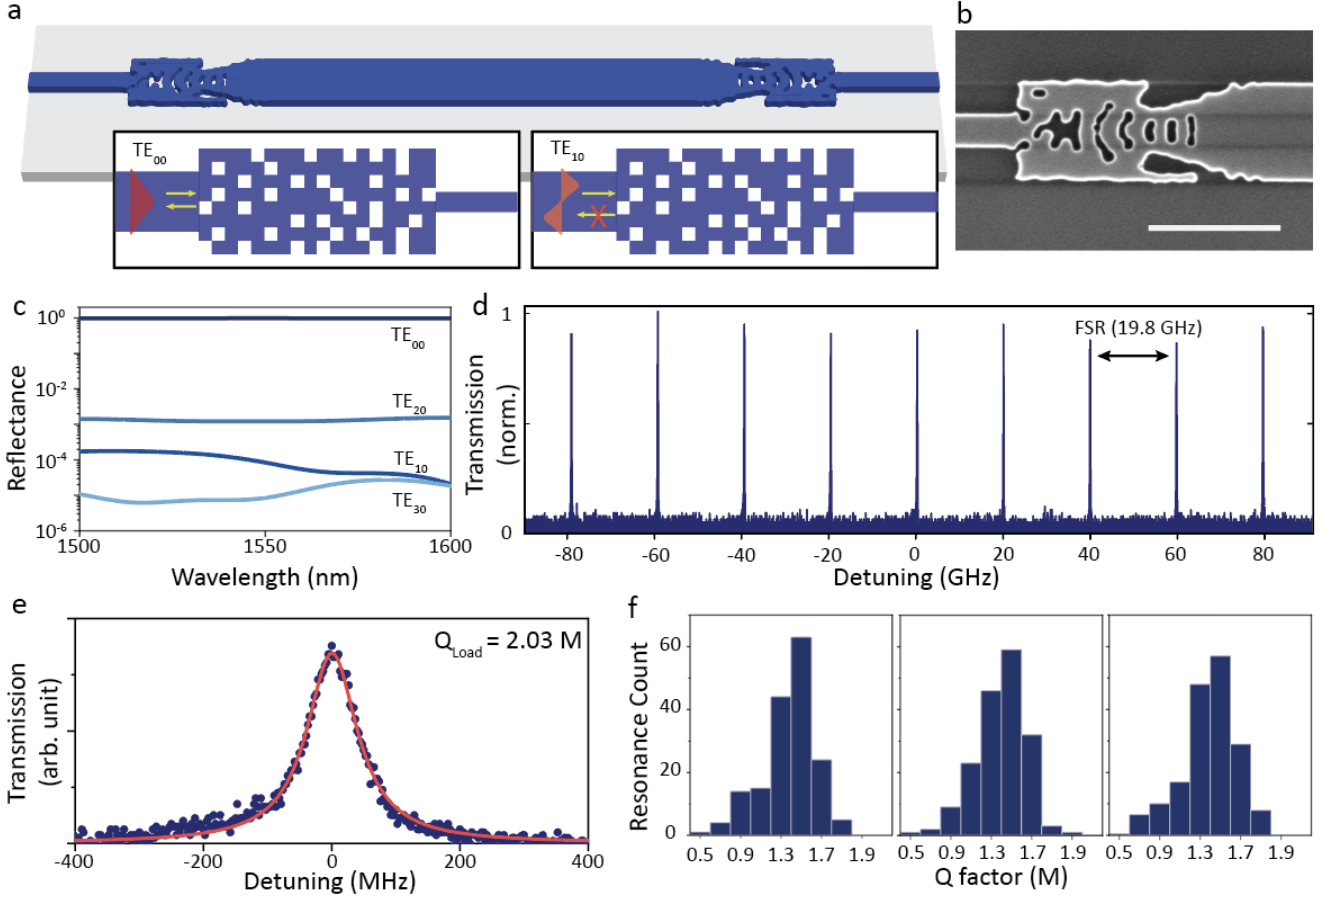 a
b
TE₀₀
TE₁₀
X
c
Reflectance
10⁰
10⁻²
10⁻⁴
10⁻⁶
TE₀₀
TE₂₀
TE₁₀
TE₃₀
1500 1550 1600
Wavelength (nm)
d
Transmission
(norm.)
1
0
FSR (19.8 GHz)
-80 -60 -40 -20 0 20 40 60 80
Detuning (GHz)
e
Transmission
(arb. unit)
Q_Load = 2.03 M
-400 -200 0 200 400
Detuning (MHz)
f
Resonance Count
60
40
20
0
0.5 0.9 1.3 1.7 1.9 0.5 0.9 1.3 1.7 1.9 0.5 0.9 1.3 1.7 1.9
Q factor (M)